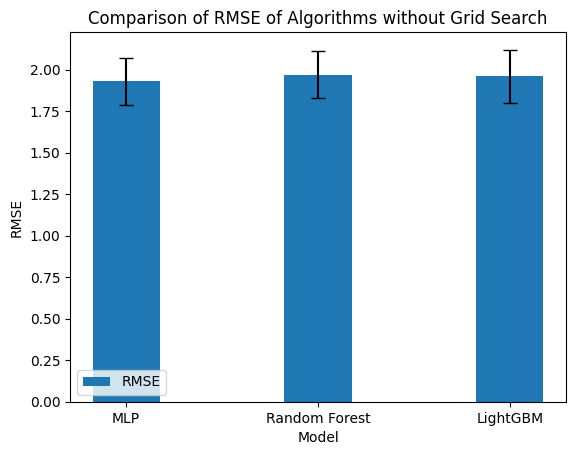 Comparison of RMSE of Algorithms without Grid Search
RMSE
2.00
1.75
1.50
1.25
1.00
0.75
0.50
0.25
0.00
RMSE
MLP
Random Forest
LightGBM
Model